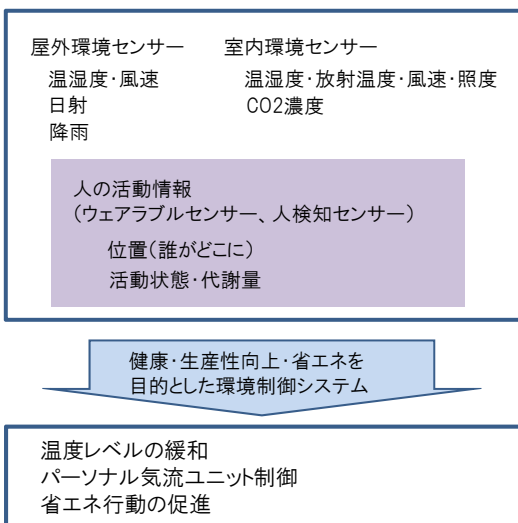 屋外環境センサー
温湿度・風速
日射
降雨
室内環境センサー
温湿度・放射温度・風速・照度
CO2濃度
人の活動情報
(ウェアラブルセンサー、人検知センサー)
位置(誰がどこに)
活動状態・代謝量
健康・生産性向上・省エネを
目的とした環境制御システム
温度レベルの緩和
パーソナル気流ユニット制御
省エネ行動の促進